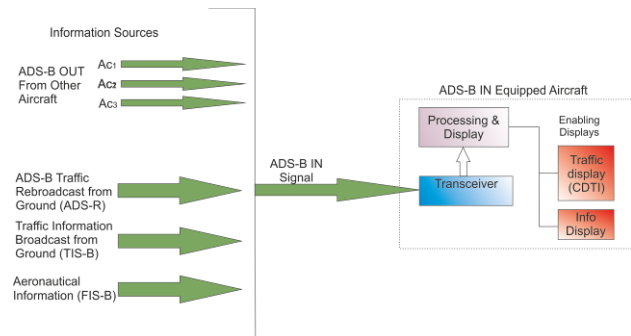 Information Sources
ADS-B OUT
From Other
Aircraft
Ac1
Ac2
Ac3
ADS-B Traffic
Rebroadcast from
Ground (ADS-R)
Traffic Information
Broadcast from
Ground (TIS-B)
Aeronautical
Information (FIS-B)
ADS-B IN
Signal
ADS-B IN Equipped Aircraft
Processing &
Display
Transceiver
Enabling
Displays
Traffic
display
(CDTI)
Info
Display